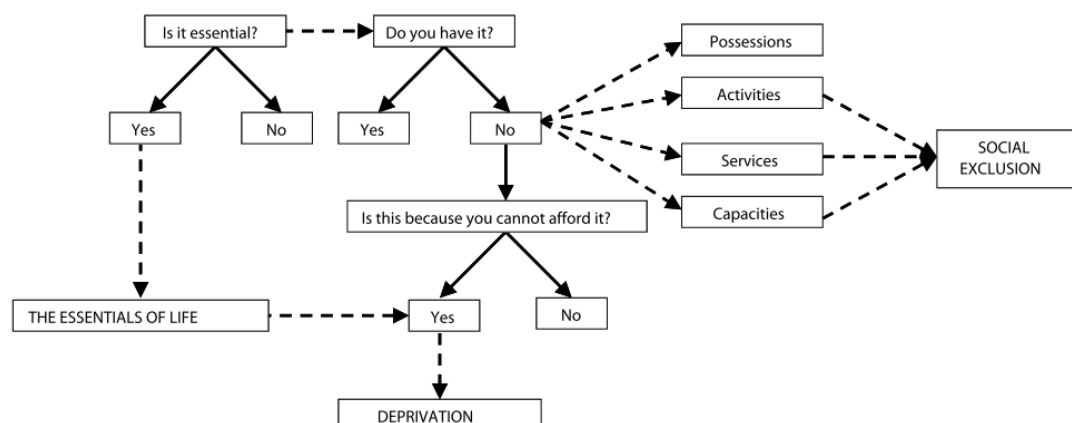 Is it essential?
Do you have it?
Possessions
Activities
Yes
No
Yes
No
SOCIAL
EXCLUSION
Services
Capacities
Is this because you cannot afford it?
THE ESSENTIALS OF LIFE
Yes
No
DEPRIVATION